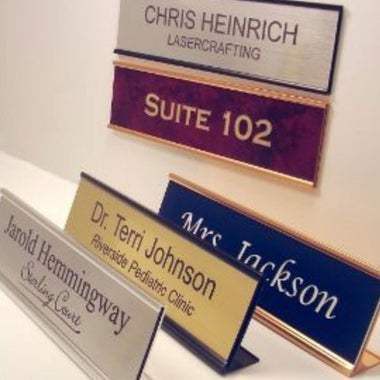 CHRIS HEINRICH
LASERCRAFTING
SUITE 102
Mrs. Jackson
Dr. Terri Johnson
Riverside Pediatric Clinic
Jarold Hemmingway
Sterling Court